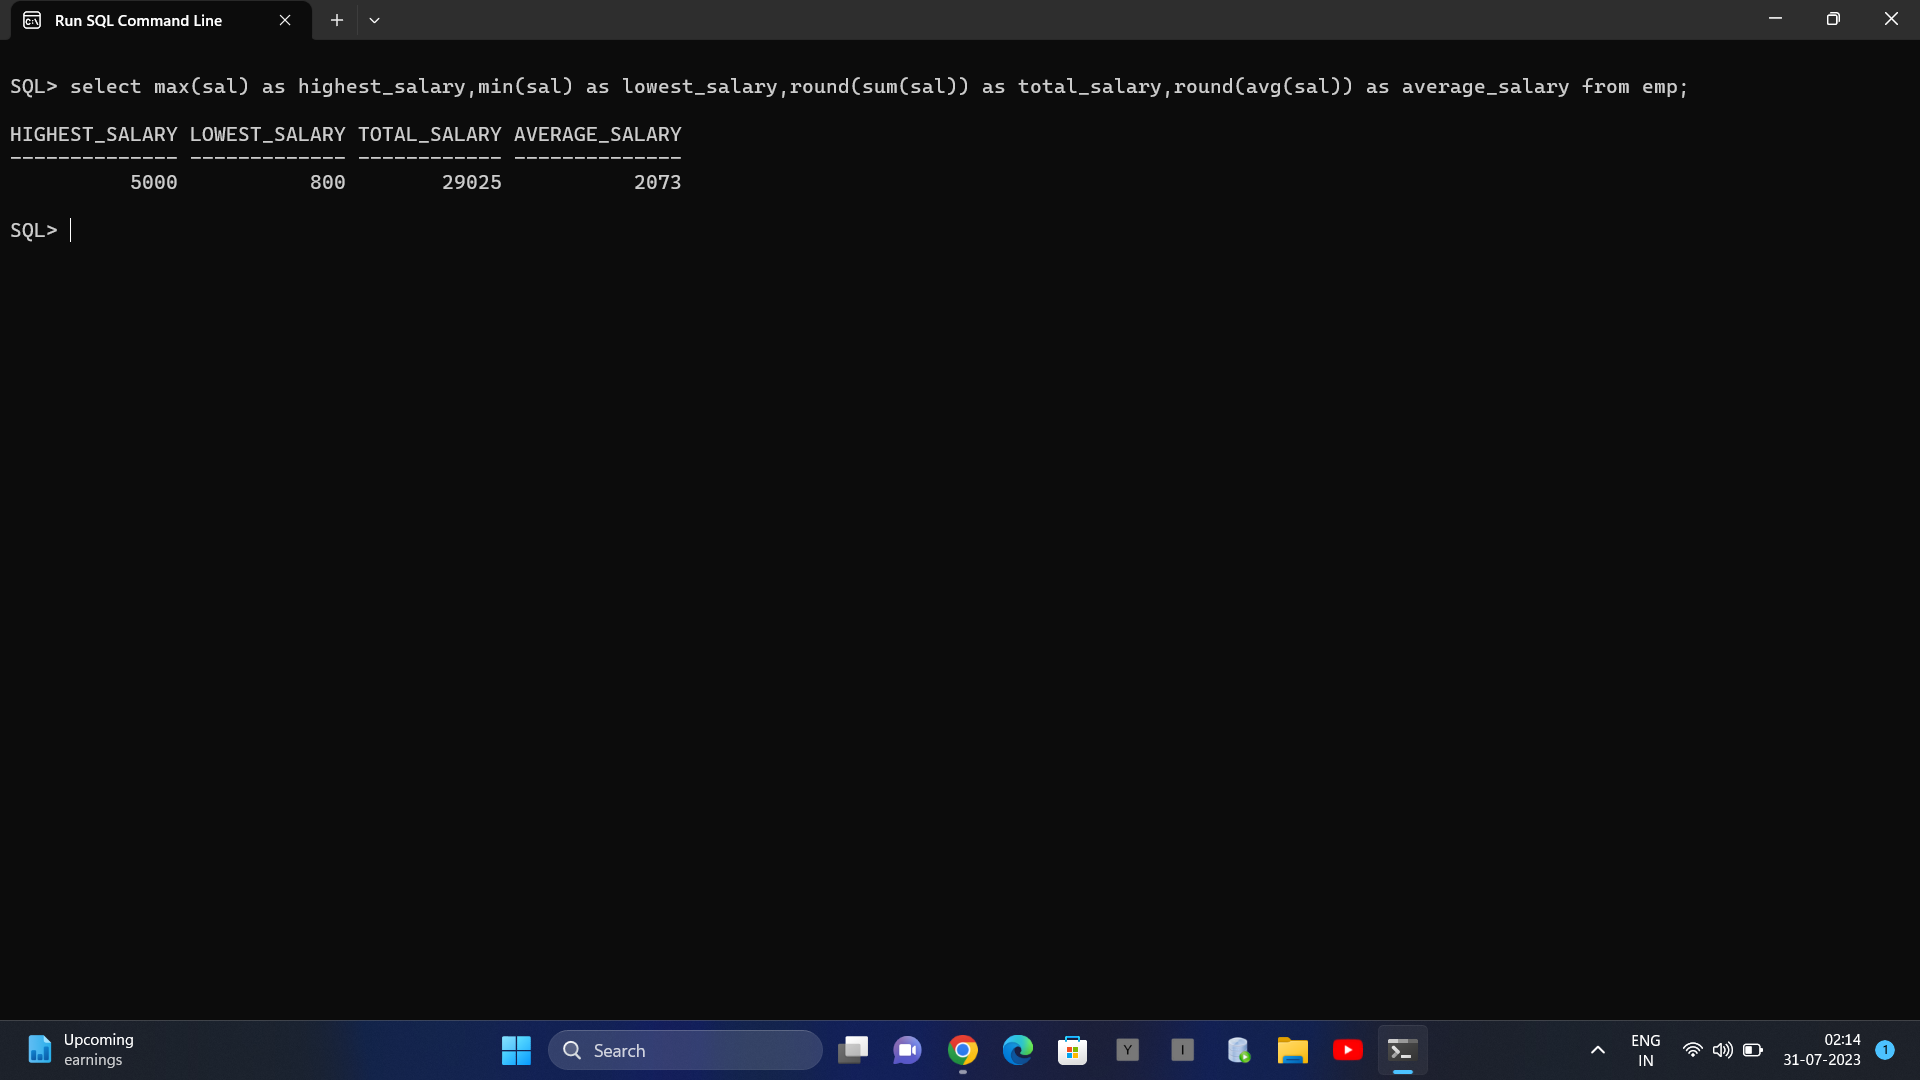 Run SQL Command Line
SQL> select max(sal) as highest_salary,min(sal) as lowest_salary,round(sum(sal)) as total_salary,round(avg(sal)) as average_salary from emp;
HIGHEST_SALARY LOWEST_SALARY TOTAL_SALARY AVERAGE_SALARY
-------------- ------------- ------------ --------------
5000 800 29025 2073
SQL>
Upcoming
earnings
Search
Y
I
ENG
IN
02:14
31-07-2023
1